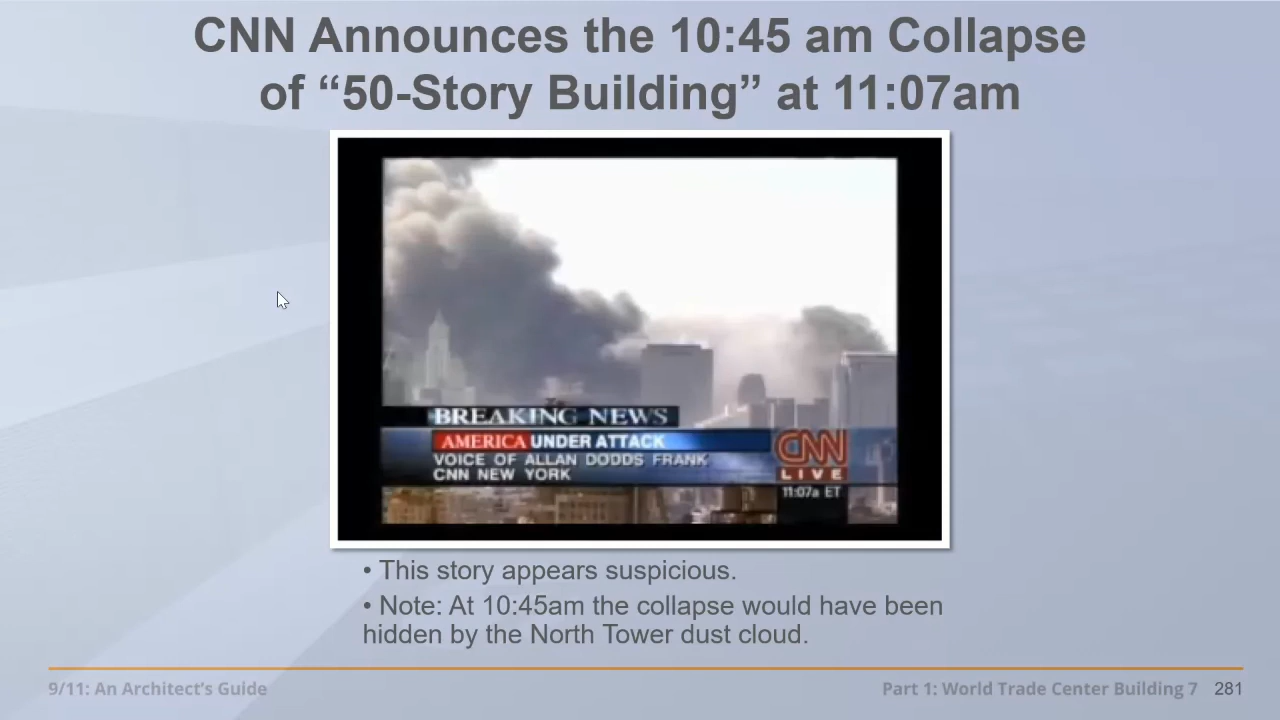 CNN Announces the 10:45 am Collapse
of “50-Story Building” at 11:07am
BREAKING NEWS
AMERICA UNDER ATTACK
VOICE OF ALLAN DODDS FRANK
CNN NEW YORK
CNN
LIVE
11:07a ET
• This story appears suspicious.
• Note: At 10:45am the collapse would have been
hidden by the North Tower dust cloud.
9/11: An Architect's Guide
Part 1: World Trade Center Building 7 281